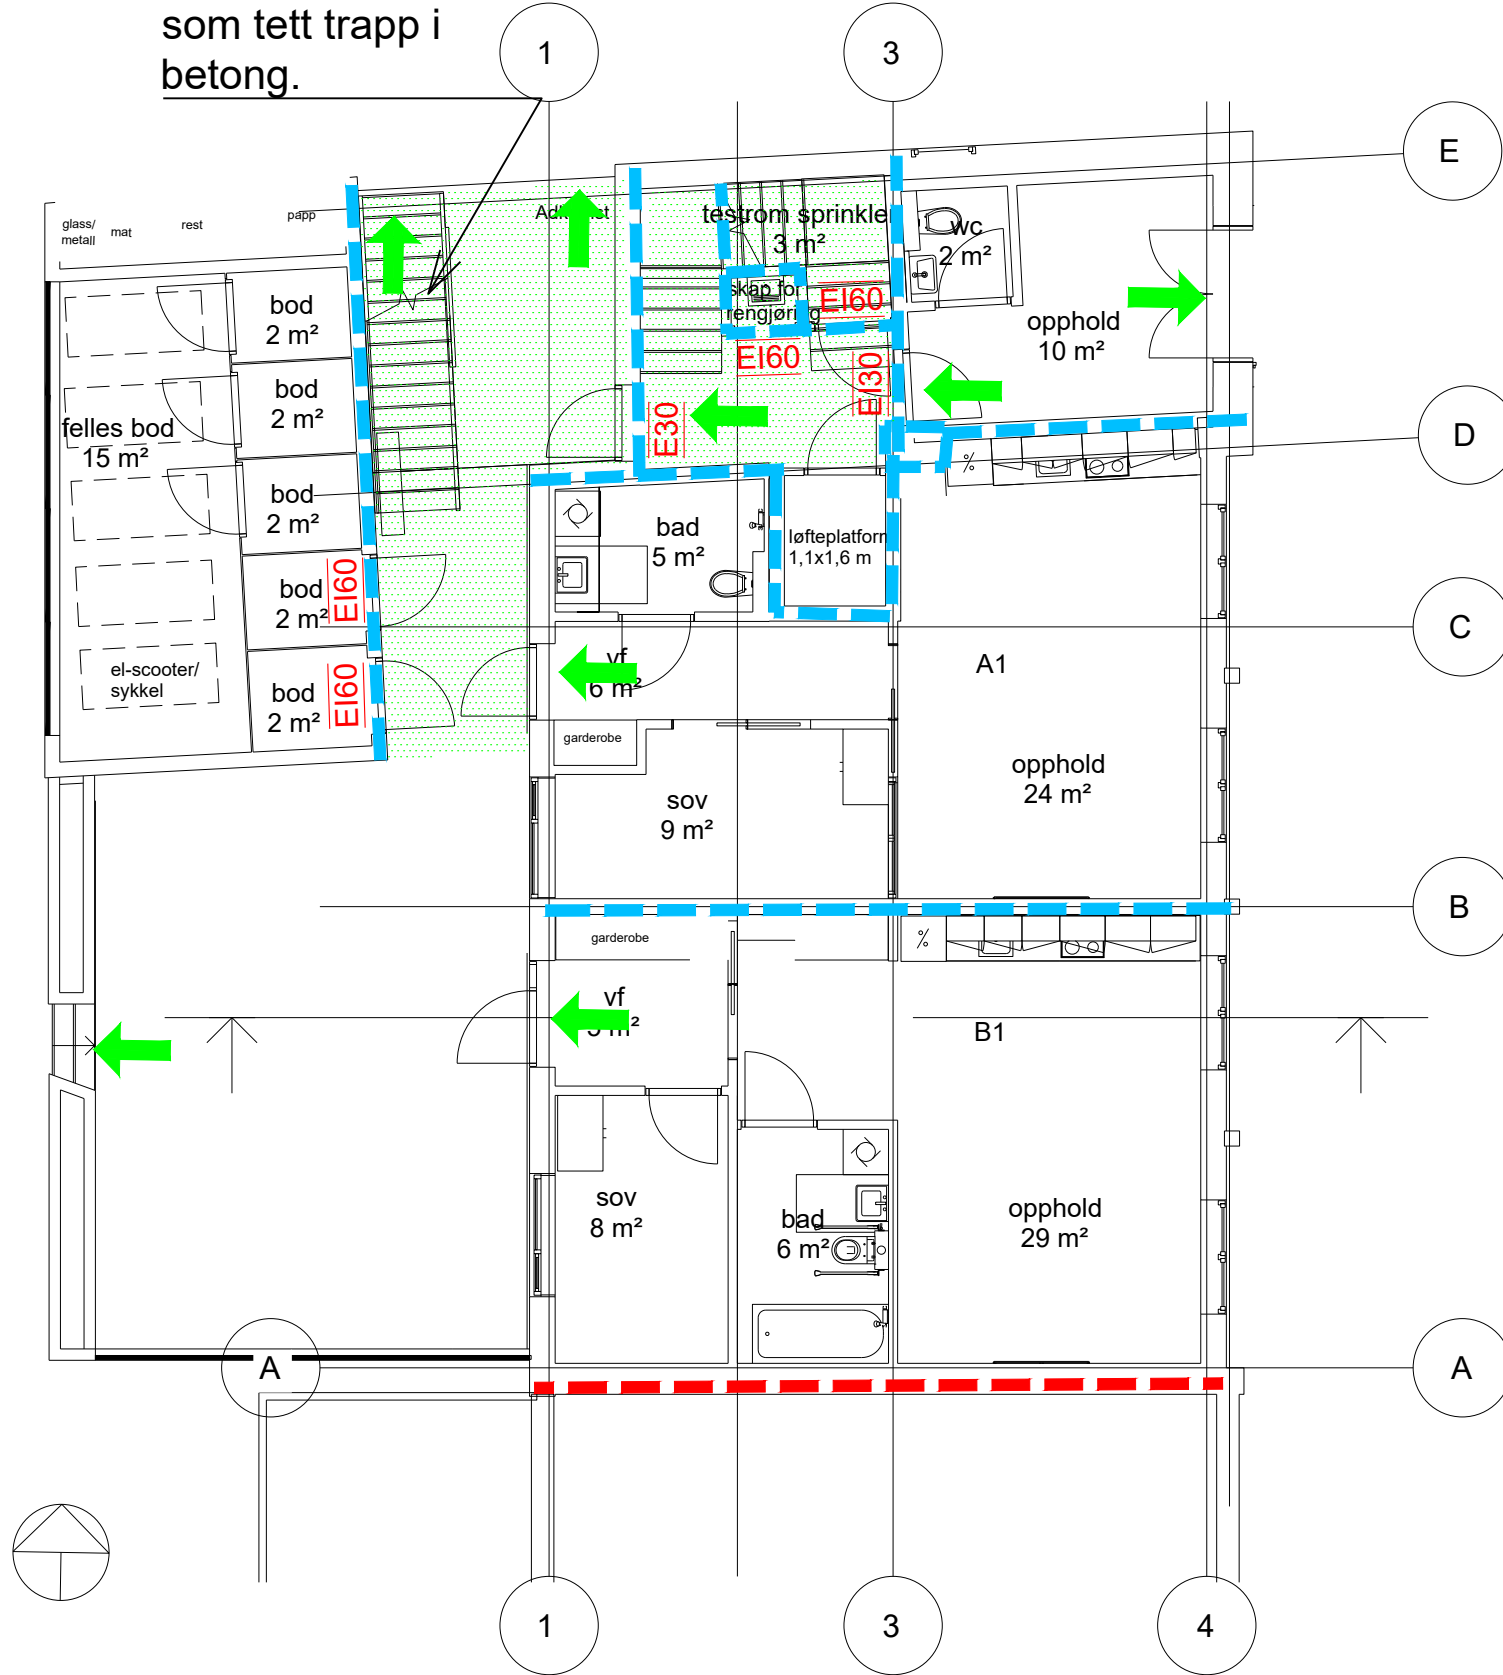 som tett trapp i
betong.
1
3
E
glass/
metall
mat
rest
papp
testrom sprinkler
3 m²
wc
2 m²
skap for
rengjøring
EI60
EI60
EI30
E30
opphold
10 m²
bod
2 m²
bod
2 m²
felles bod
15 m²
D
bod
2 m²
bad
5 m²
løfteplatform
1,1x1,6 m
bod
2 m²
EI60
C
vf
6 m²
A1
el-scooter/
sykkel
bod
2 m²
EI60
garderobe
opphold
24 m²
sov
9 m²
B
garderobe
vf
B1
sov
8 m²
bad
6 m²
opphold
29 m²
A
A
1
3
4